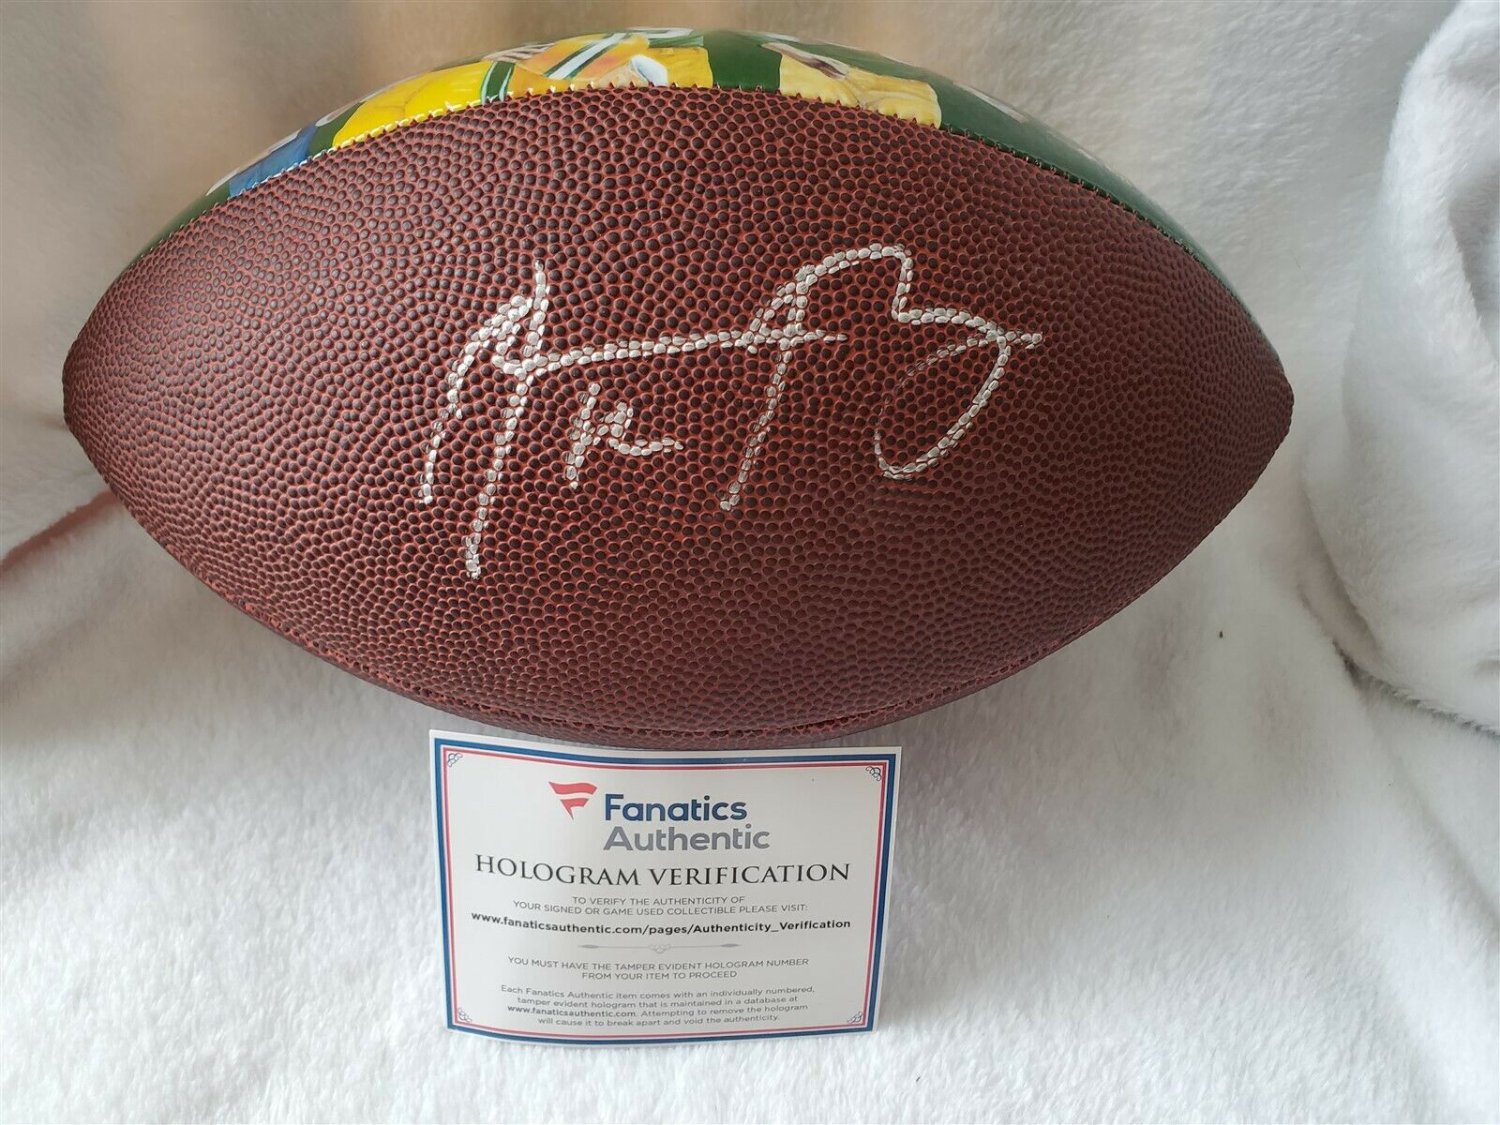 12
Fanatics
Authentic
HOLOGRAM VERIFICATION
TO VERIFY THE AUTHENTICITY OF
YOUR SIGNED OR GAME USED COLLECTIBLE PLEASE VISIT:
www.fanaticsauthentic.com/pages/Authenticity_Verification
YOU MUST HAVE THE TAMPER EVIDENT HOLOGRAM NUMBER
FROM YOUR ITEM TO PROCEED
Each Fanatics Authentic item comes with an individually numbered,
tamper evident hologram that is maintained in a database at
www.fanaticsauthentic.com. Attempting to remove the hologram
will cause it to break apart and void the authenticity.